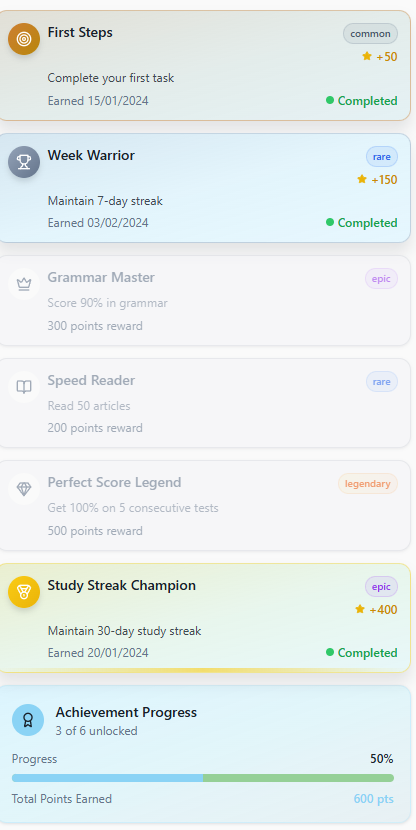 First Steps
common
+50
Complete your first task
Earned 15/01/2024
Completed
Week Warrior
rare
+150
Maintain 7-day streak
Earned 03/02/2024
Completed
Grammar Master
epic
Score 90% in grammar
300 points reward
Speed Reader
rare
Read 50 articles
200 points reward
Perfect Score Legend
legendary
Get 100% on 5 consecutive tests
500 points reward
Study Streak Champion
epic
+400
Maintain 30-day study streak
Earned 20/01/2024
Completed
Achievement Progress
3 of 6 unlocked
Progress
50%
Total Points Earned
600 pts